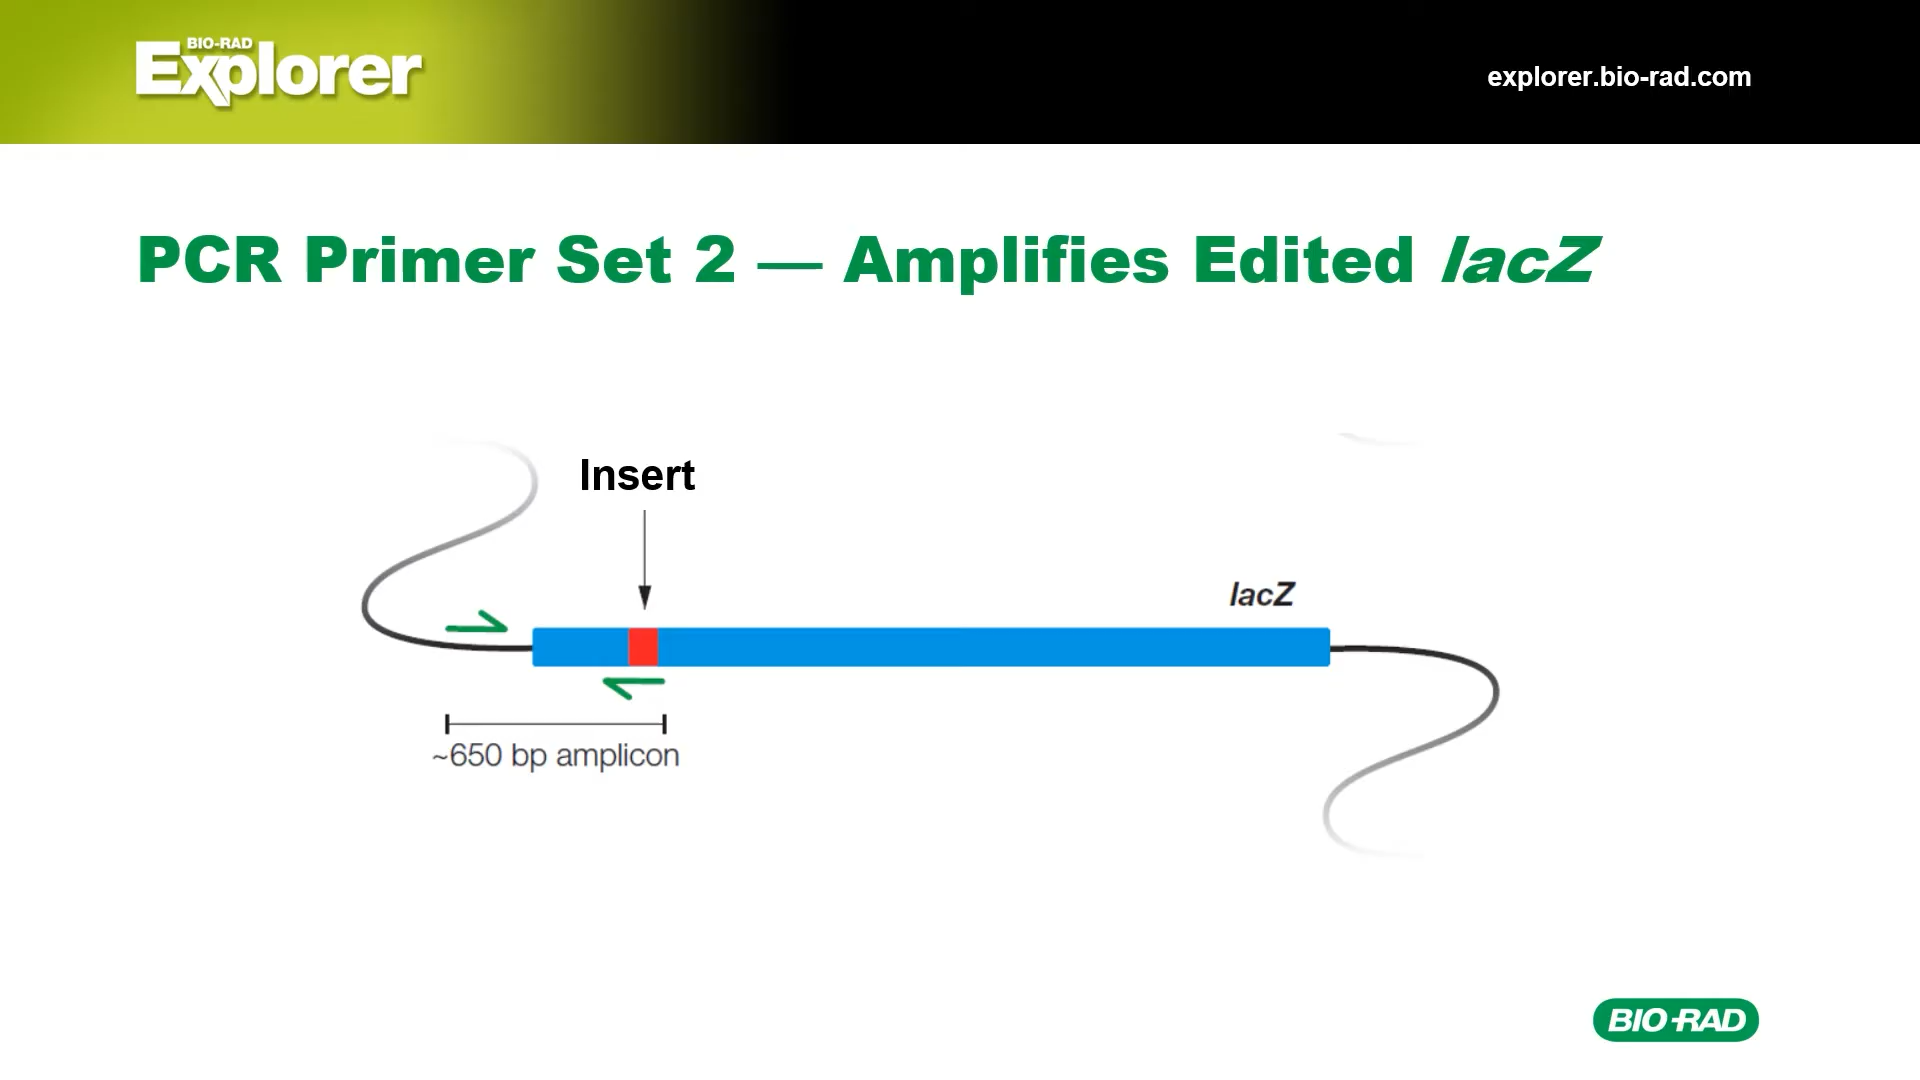 BIO-RAD
Explorer
explorer.bio-rad.com
PCR Primer Set 2 — Amplifies Edited lacZ
Insert
lacZ
~650 bp amplicon
BIO-RAD